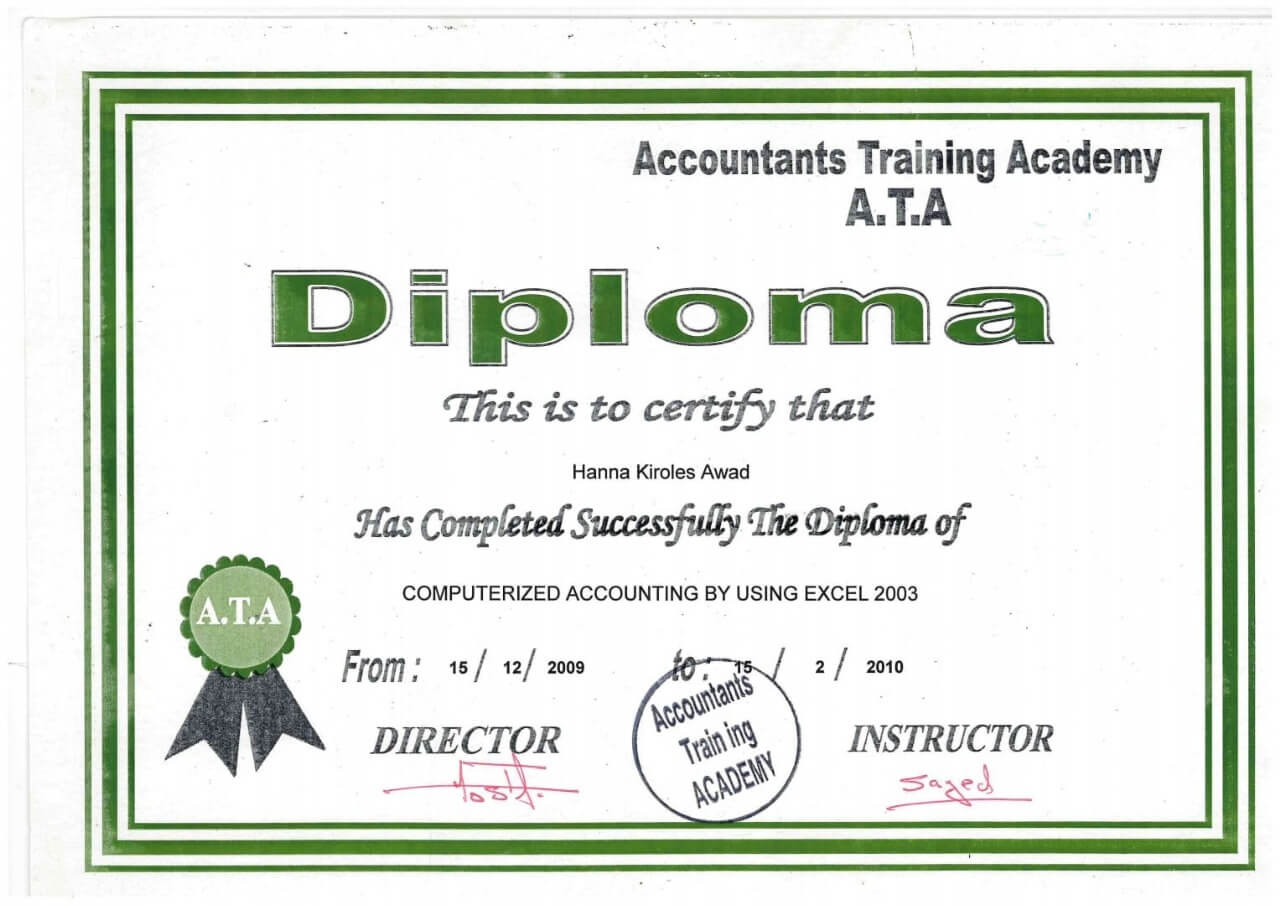 Accountants Training Academy
A.T.A
Diploma
This is to certify that
Hanna Kiroles Awad
Has Completed Successfully The Diploma of
COMPUTERIZED ACCOUNTING BY USING EXCEL 2003
A.T.A
From : 15 / 12 / 2009 to : 15 / 2 / 2010
DIRECTOR
INSTRUCTOR
Accountants
Train ing
ACADEMY
Sayed